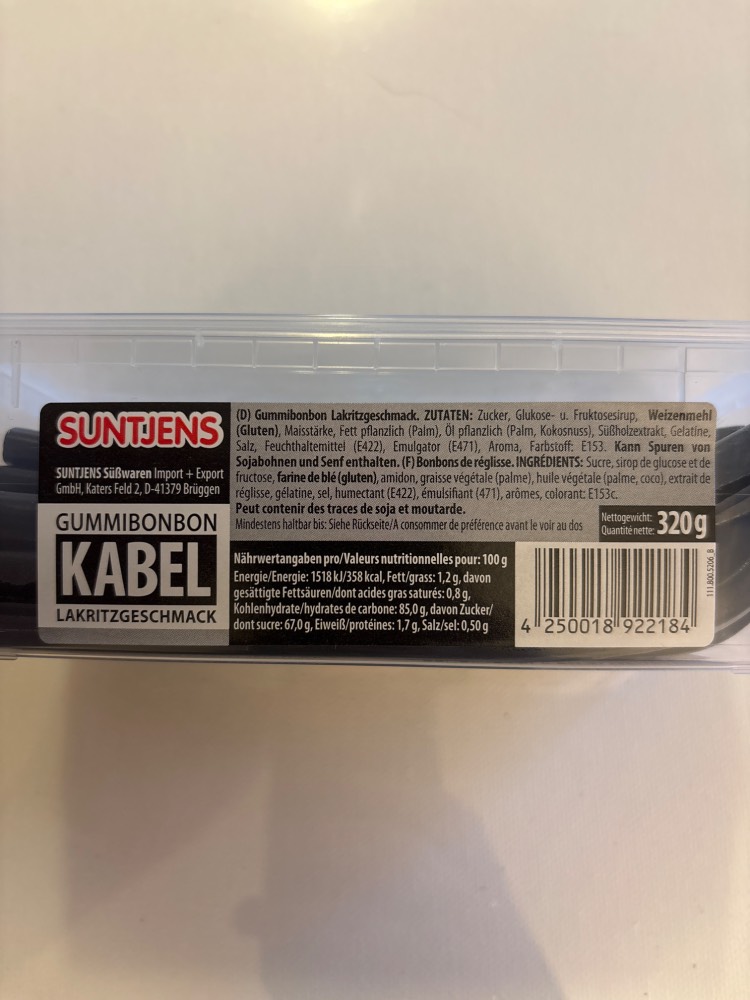 SUNTJENS
SUNTJENS Süßwaren Import + Export
GmbH, Katers Feld 2, D-41379 Brüggen
GUMMIBONBON
KABEL
LAKRITZGESCHMACK
(D) Gummibonbon Lakritzgeschmack. ZUTATEN: Zucker, Glukose- u. Fruktosesirup, Weizenmehl
(Gluten), Maisstärke, Fett pflanzlich (Palm), Öl pflanzlich (Palm, Kokosnuss), Süßholzextrakt, Gelatine,
Salz, Feuchthaltemittel (E422), Emulgator (E471), Aroma, Farbstoff: E153. Kann Spuren von
Sojabohnen und Senf enthalten. (F) Bonbons de réglisse. INGRÉDIENTS: Sucre, sirop de glucose et de
fructose, farine de blé (gluten), amidon, graisse végétale (palme), huile végétale (palme, coco), extrait de
réglisse, gélatine, sel, humectant (E422), émulsifiant (471), arômes, colorant: E153c.
Peut contenir des traces de soja et moutarde.
Mindestens haltbar bis: Siehe Rückseite/A consommer de préférence avant le voir au dos
Nettogewicht:
Quantité nette:
320g
Nährwertangaben pro/Valeurs nutritionnelles pour: 100 g
Energie/Energie: 1518 kJ/358 kcal, Fett/grass: 1,2 g, davon
gesättigte Fettsäuren/dont acides gras saturés: 0,8 g,
Kohlenhydrate/hydrates de carbone: 85,0 g, davon Zucker/
dont sucre: 67,0 g, Eiweiß/protéines: 1,7 g, Salz/sel: 0,50 g
4 250018 922184
111.800.5206_B